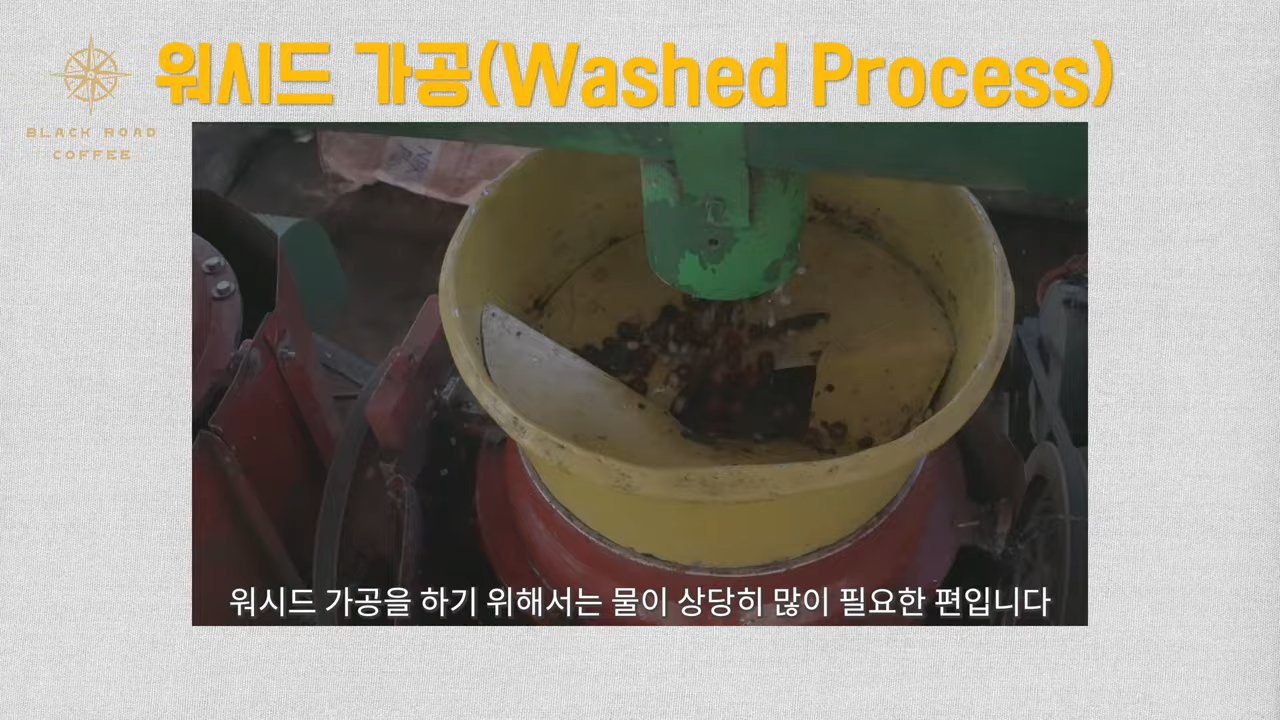 워시드 가공(Washed Process)
BLACK ROAD
COFFEE
워시드 가공을 하기 위해서는 물이 상당히 많이 필요한 편입니다